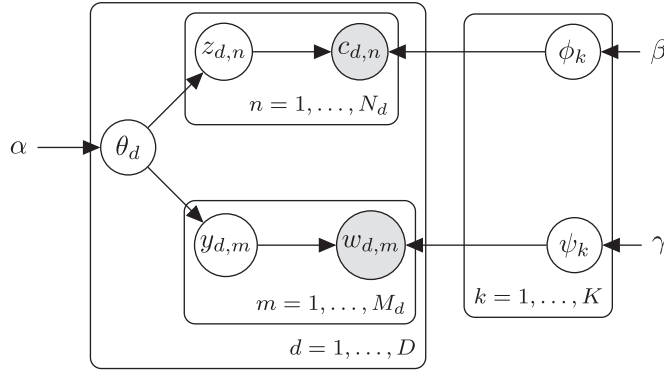 z_{d,n} c_{d,n} ϕ_k β
n = 1, . . . , N_d
α θ_d
y_{d,m} w_{d,m} ψ_k γ
m = 1, . . . , M_d k = 1, . . . , K
d = 1, . . . , D